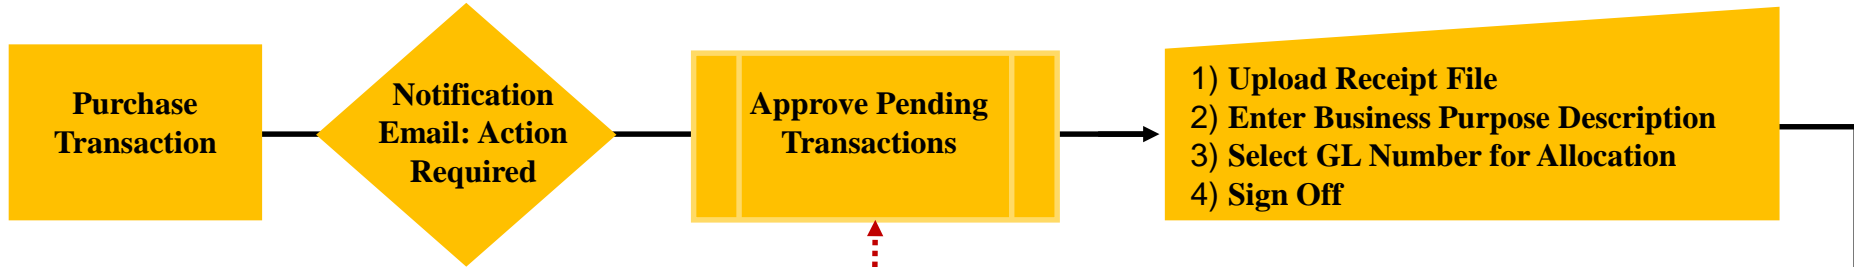 Purchase
Transaction
Notification
Email: Action
Required
Approve Pending
Transactions
1) Upload Receipt File
2) Enter Business Purpose Description
3) Select GL Number for Allocation
4) Sign Off